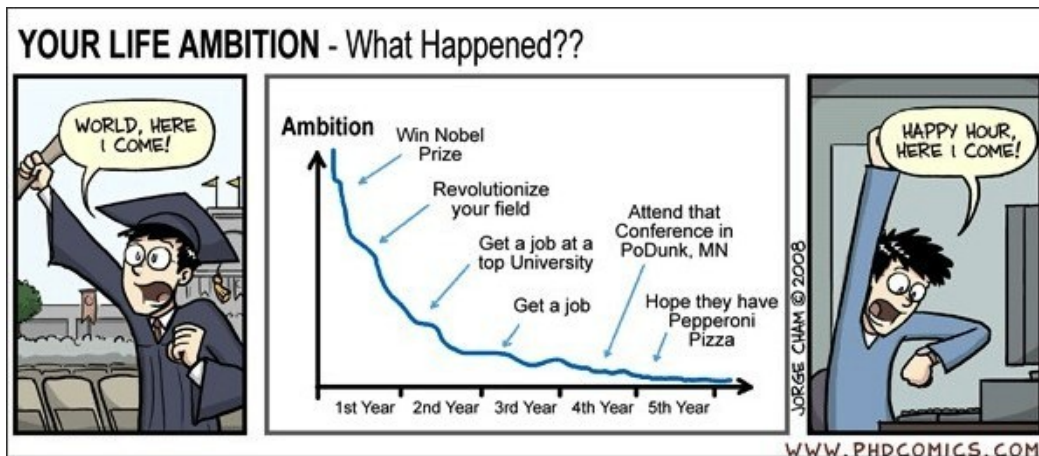 YOUR LIFE AMBITION - What Happened??
WORLD, HERE
I COME!
Ambition
Win Nobel
Prize
Revolutionize
your field
Get a job at a
top University
Get a job
Attend that
Conference in
PoDunk, MN
Hope they have
Pepperoni
Pizza
1st Year 2nd Year 3rd Year 4th Year 5th Year
JORGE CHAM © 2008
HAPPY HOUR,
HERE I COME!
WWW.PHDCOMICS.COM